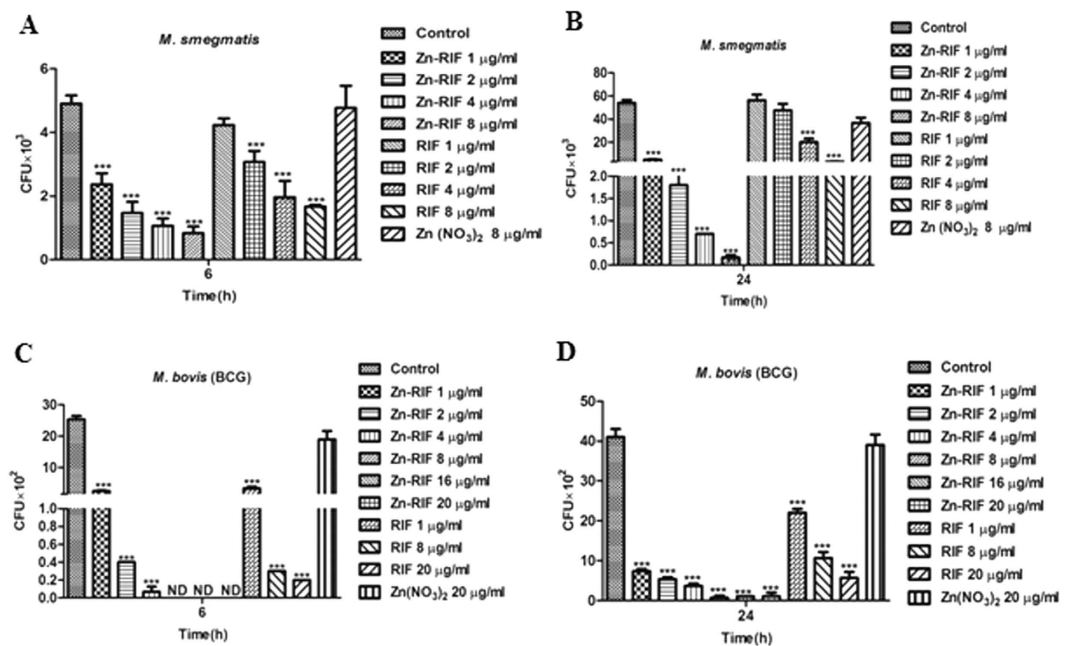 A
M. smegmatis
CFU×10³
6
4
2
0
***
***
***
***
***
***
***
6
Time(h)
Control
Zn-RIF 1 µg/ml
Zn-RIF 2 µg/ml
Zn-RIF 4 µg/ml
Zn-RIF 8 µg/ml
RIF 1 µg/ml
RIF 2 µg/ml
RIF 4 µg/ml
RIF 8 µg/ml
Zn (NO₃)₂ 8 µg/ml
B
M. smegmatis
CFU×10³
80
60
40
20
2.0
1.5
1.0
0.5
0.0
***
***
***
***
***
***
24
Time(h)
Control
Zn-RIF 1 µg/ml
Zn-RIF 2 µg/ml
Zn-RIF 4 µg/ml
Zn-RIF 8 µg/ml
RIF 1 µg/ml
RIF 2 µg/ml
RIF 4 µg/ml
RIF 8 µg/ml
Zn (NO₃)₂ 8 µg/ml
C
M. bovis (BCG)
CFU×10²
30
20
10
1.0
0.8
0.6
0.4
0.2
0.0
***
***
***
ND ND ND
***
***
***
6
Time(h)
Control
Zn-RIF 1 µg/ml
Zn-RIF 2 µg/ml
Zn-RIF 4 µg/ml
Zn-RIF 8 µg/ml
Zn-RIF 16 µg/ml
Zn-RIF 20 µg/ml
RIF 1 µg/ml
RIF 8 µg/ml
RIF 20 µg/ml
Zn(NO₃)₂ 20 µg/ml
D
M. bovis (BCG)
CFU×10²
50
40
30
20
10
0
***
***
***
***
***
***
***
***
***
24
Time(h)
Control
Zn-RIF 1 µg/ml
Zn-RIF 2 µg/ml
Zn-RIF 4 µg/ml
Zn-RIF 8 µg/ml
Zn-RIF 16 µg/ml
Zn-RIF 20 µg/ml
RIF 1 µg/ml
RIF 8 µg/ml
RIF 20 µg/ml
Zn(NO₃)₂ 20 µg/ml